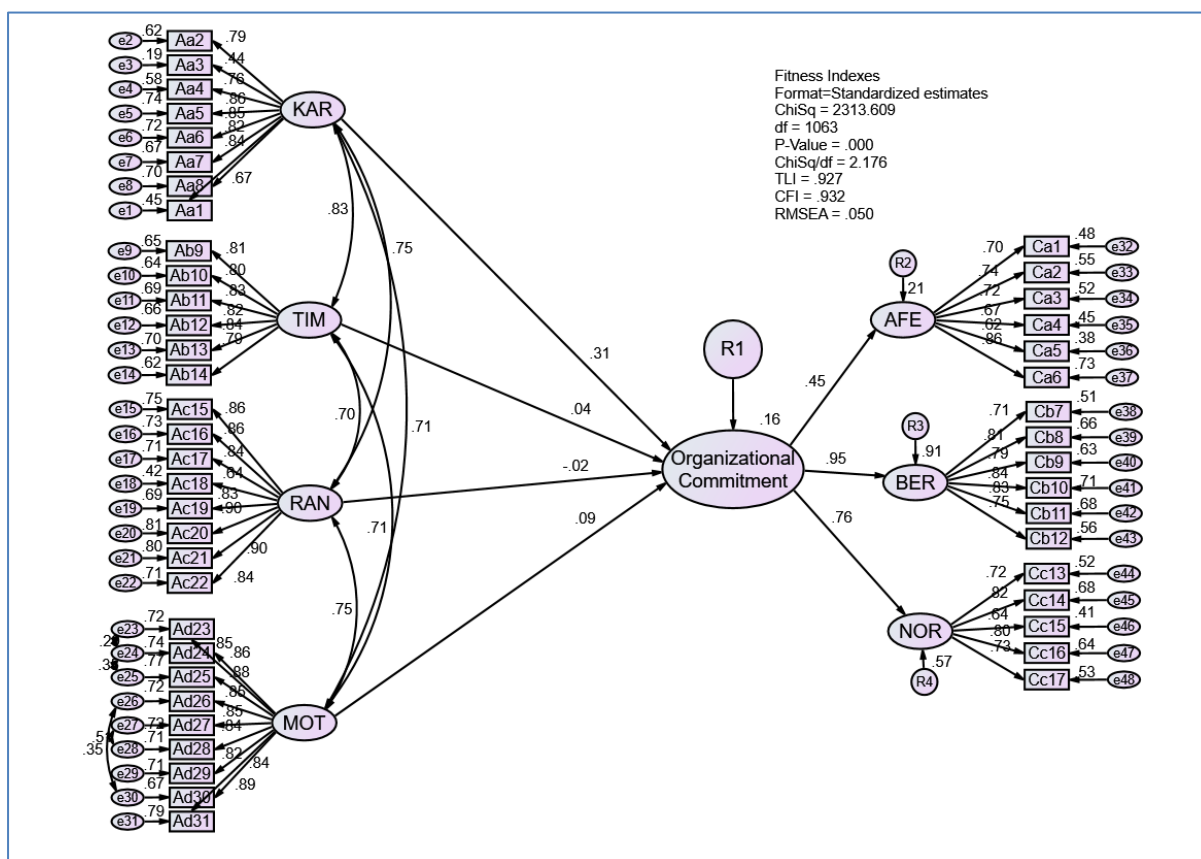 Fitness Indexes
Format=Standardized estimates
ChiSq = 2313.609
df = 1063
P-Value = .000
ChiSq/df = 2.176
TLI = .927
CFI = .932
RMSEA = .050
e2 .62 Aa2 .79
e3 .19 Aa3 .44
e4 .58 Aa4 .76
e5 .74 Aa5 .86
e6 .72 Aa6 .85
e7 .67 Aa7 .82
e8 .70 Aa8 .84
e1 .45 Aa1 .67
KAR
.83
.75
e9 .65 Ab9 .81
e10 .64 Ab10 .80
e11 .69 Ab11 .83
e12 .66 Ab12 .82
e13 .70 Ab13 .84
e14 .62 Ab14 .79
TIM
.70
.71
e15 .75 Ac15 .86
e16 .73 Ac16 .86
e17 .71 Ac17 .84
e18 .42 Ac18 .64
e19 .69 Ac19 .83
e20 .81 Ac20 .90
e21 .80 Ac21 .90
e22 .71 Ac22 .84
RAN
.71
.75
e23 .72 Ad23 .85
e24 .74 Ad24 .86
e25 .77 Ad25 .88
e26 .72 Ad26 .85
e27 .73 Ad27 .85
e28 .71 Ad28 .84
e29 .71 Ad29 .82
e30 .67 Ad30 .84
e31 .79 Ad31 .89
.35
MOT
.31
.04
-.02
.09
R1
.16
Organizational
Commitment
.45
.95
.76
R2
.21
AFE
.70 Ca1 .48 e32
.74 Ca2 .55 e33
.72 Ca3 .52 e34
.67 Ca4 .45 e35
.62 Ca5 .38 e36
.86 Ca6 .73 e37
R3
.91
BER
.71 Cb7 .51 e38
.81 Cb8 .66 e39
.79 Cb9 .63 e40
.84 Cb10 .71 e41
.83 Cb11 .68 e42
.75 Cb12 .56 e43
NOR
.57
R4
.72 Cc13 .52 e44
.82 Cc14 .68 e45
.64 Cc15 .41 e46
.80 Cc16 .64 e47
.73 Cc17 .53 e48